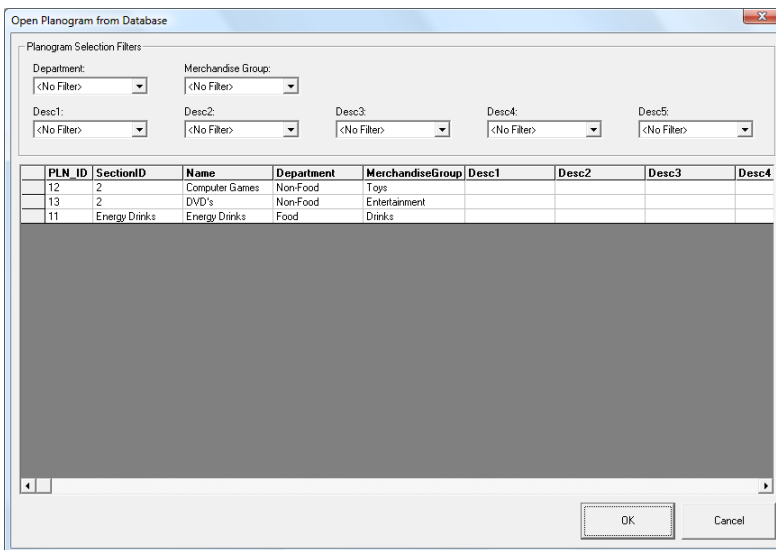 Open Planogram from Database
Planogram Selection Filters
Department: Merchandise Group:
<No Filter> <No Filter>
Desc1: Desc2: Desc3: Desc4: Desc5:
<No Filter> <No Filter> <No Filter> <No Filter> <No Filter>
PLN_ID SectionID Name Department MerchandiseGroup Desc1 Desc2 Desc3 Desc4
12 2 Computer Games Non-Food Toys
13 2 DVD's Non-Food Entertainment
11 Energy Drinks Energy Drinks Food Drinks
OK Cancel